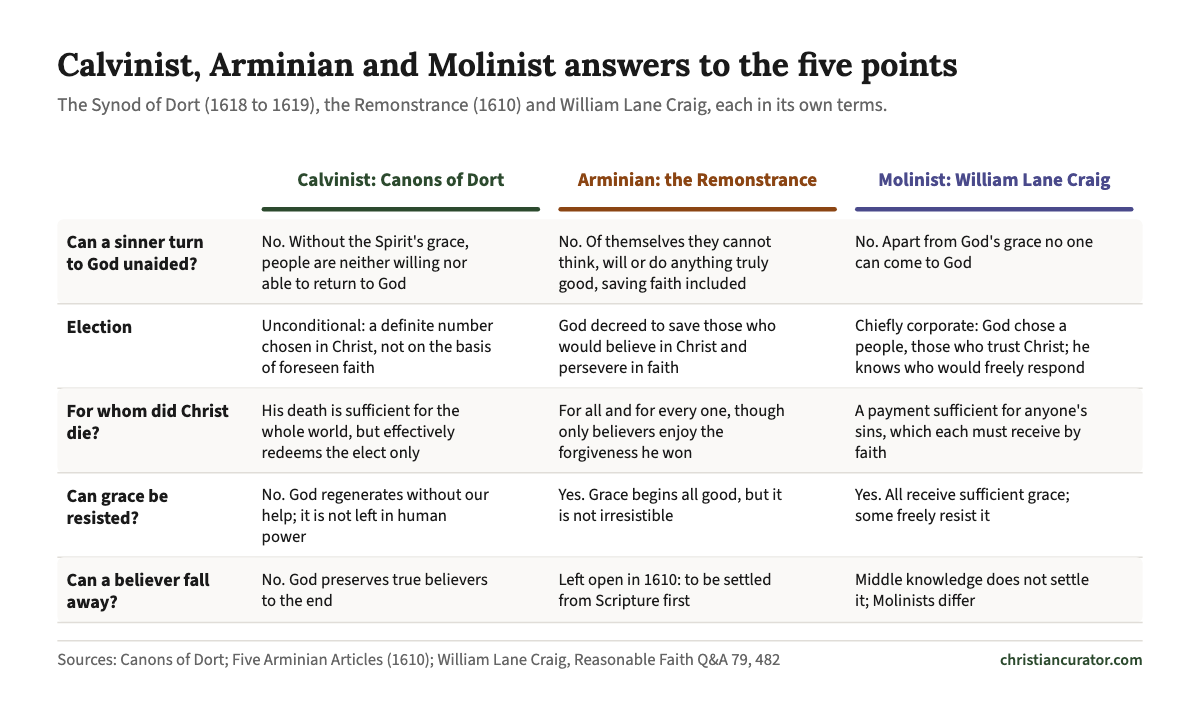 Calvinist, Arminian and Molinist answers to the five points
The Synod of Dort (1618 to 1619), the Remonstrance (1610) and William Lane Craig, each in its own terms.
Calvinist: Canons of Dort
Arminian: the Remonstrance
Molinist: William Lane Craig
Can a sinner turn
to God unaided?
No. Without the Spirit's grace,
people are neither willing nor
able to return to God
No. Of themselves they cannot
think, will or do anything truly
good, saving faith included
No. Apart from God's grace no one
can come to God
Election
Unconditional: a definite number
chosen in Christ, not on the basis
of foreseen faith
God decreed to save those who
would believe in Christ and
persevere in faith
Chiefly corporate: God chose a
people, those who trust Christ; he
knows who would freely respond
For whom did Christ
die?
His death is sufficient for the
whole world, but effectively
redeems the elect only
For all and for every one, though
only believers enjoy the
forgiveness he won
A payment sufficient for anyone's
sins, which each must receive by
faith
Can grace be
resisted?
No. God regenerates without our
help; it is not left in human
power
Yes. Grace begins all good, but it
is not irresistible
Yes. All receive sufficient grace;
some freely resist it
Can a believer fall
away?
No. God preserves true believers
to the end
Left open in 1610: to be settled
from Scripture first
Middle knowledge does not settle
it; Molinists differ
Sources: Canons of Dort; Five Arminian Articles (1610); William Lane Craig, Reasonable Faith Q&A 79, 482
christiancurator.com